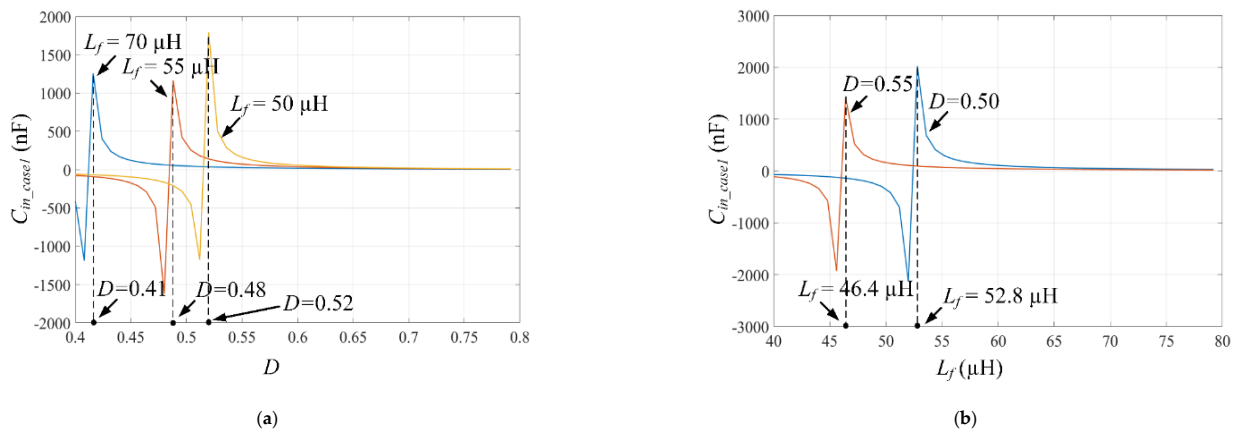 2000
1500
1000
500
0
-500
-1000
-1500
-2000
C_in_case1 (nF)
L_f = 70 μH
L_f = 55 μH
L_f = 50 μH
D=0.41
D=0.48
D=0.52
0.4 0.45 0.5 0.55 0.6 0.65 0.7 0.75 0.8
D
(a)
3000
2000
1000
0
-1000
-2000
-3000
C_in_case1 (nF)
D=0.55
D=0.50
L_f = 46.4 μH
L_f = 52.8 μH
40 45 50 55 60 65 70 75 80
L_f (μH)
(b)